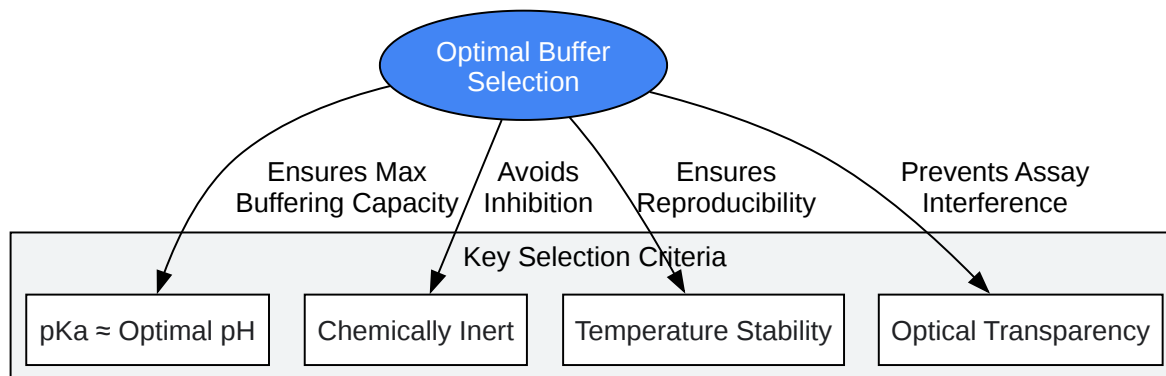 Optimal Buffer
Selection
Ensures Max
Buffering Capacity
Avoids
Inhibition
Ensures
Reproducibility
Prevents Assay
Interference
Key Selection Criteria
pKa ≈ Optimal pH
Chemically Inert
Temperature Stability
Optical Transparency